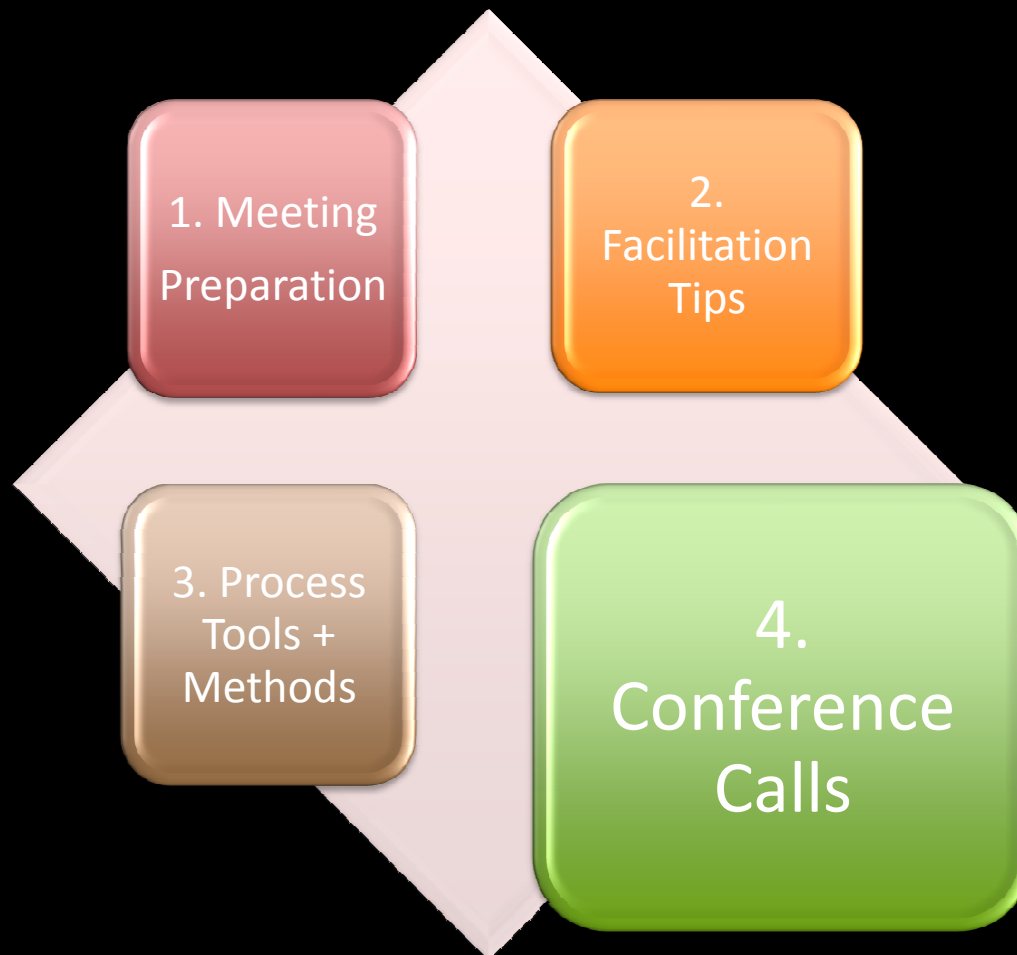 1. Meeting
Preparation
2.
Facilitation
Tips
3. Process
Tools +
Methods
4.
Conference
Calls